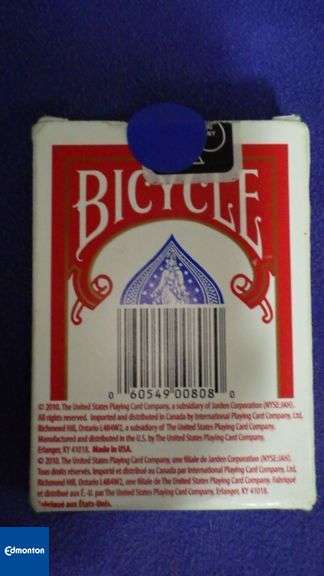 BICYCLE
0 60549 00808 0
© 2010, The United States Playing Card Company, a subsidiary of Jarden Corporation (NYSE:JAH).
All rights reserved. Imported and distributed in Canada by International Playing Card Company, Ltd,
Richmond Hill, Ontario L4B4W2, a subsidiary of The United States Playing Card Company.
Manufactured and distributed in the U.S. by The United States Playing Card Company,
Erlanger, KY 41018. Made in USA.
© 2010, The United States Playing Card Company, une filiale de Jarden Corporation (NYSE:JAH).
Tous droits réservés. Importé et distribué au Canada par International Playing Card Company, Ltd,
Richmond Hill, Ontario L4B4W2, une filiale de The United States Playing Card Company. Fabriqué
et distribué aux É.-U. par The United States Playing Card Company, Erlanger, KY 41018.
Fabriqué aux États-Unis.
Edmonton